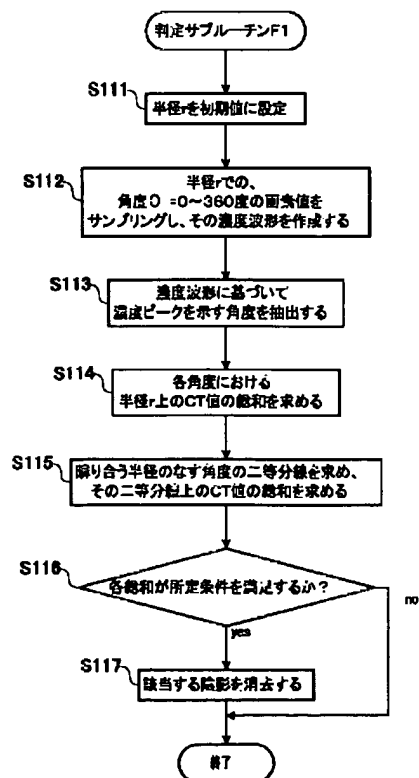 判定サブルーチンF1
S111
半径rを初期値に設定
S112
半径rでの、
角度θ =0~360度の画像値を
サンプリングし、その濃度波形を作成する
S113
濃度波形に基づいて
濃度ピークを示す角度を抽出する
S114
各角度における
半径r上のCT値の総和を求める
S115
隣り合う半径のなす角度の二等分線を求め、
その二等分線上のCT値の総和を求める
S116
各総和が所定条件を満足するか?
no
yes
S117
該当する陰影を消去する
終了